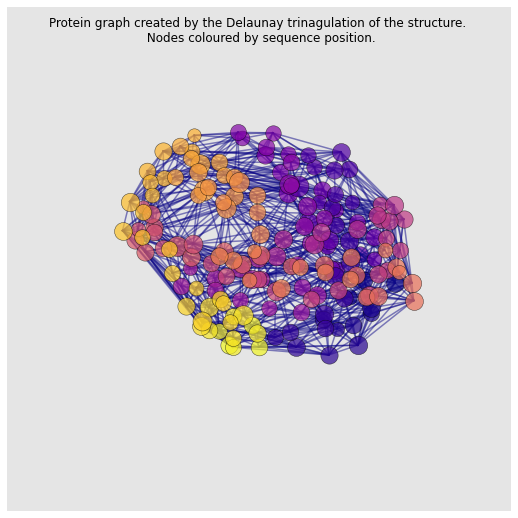 Protein graph created by the Delaunay trinagulation of the structure.
Nodes coloured by sequence position.